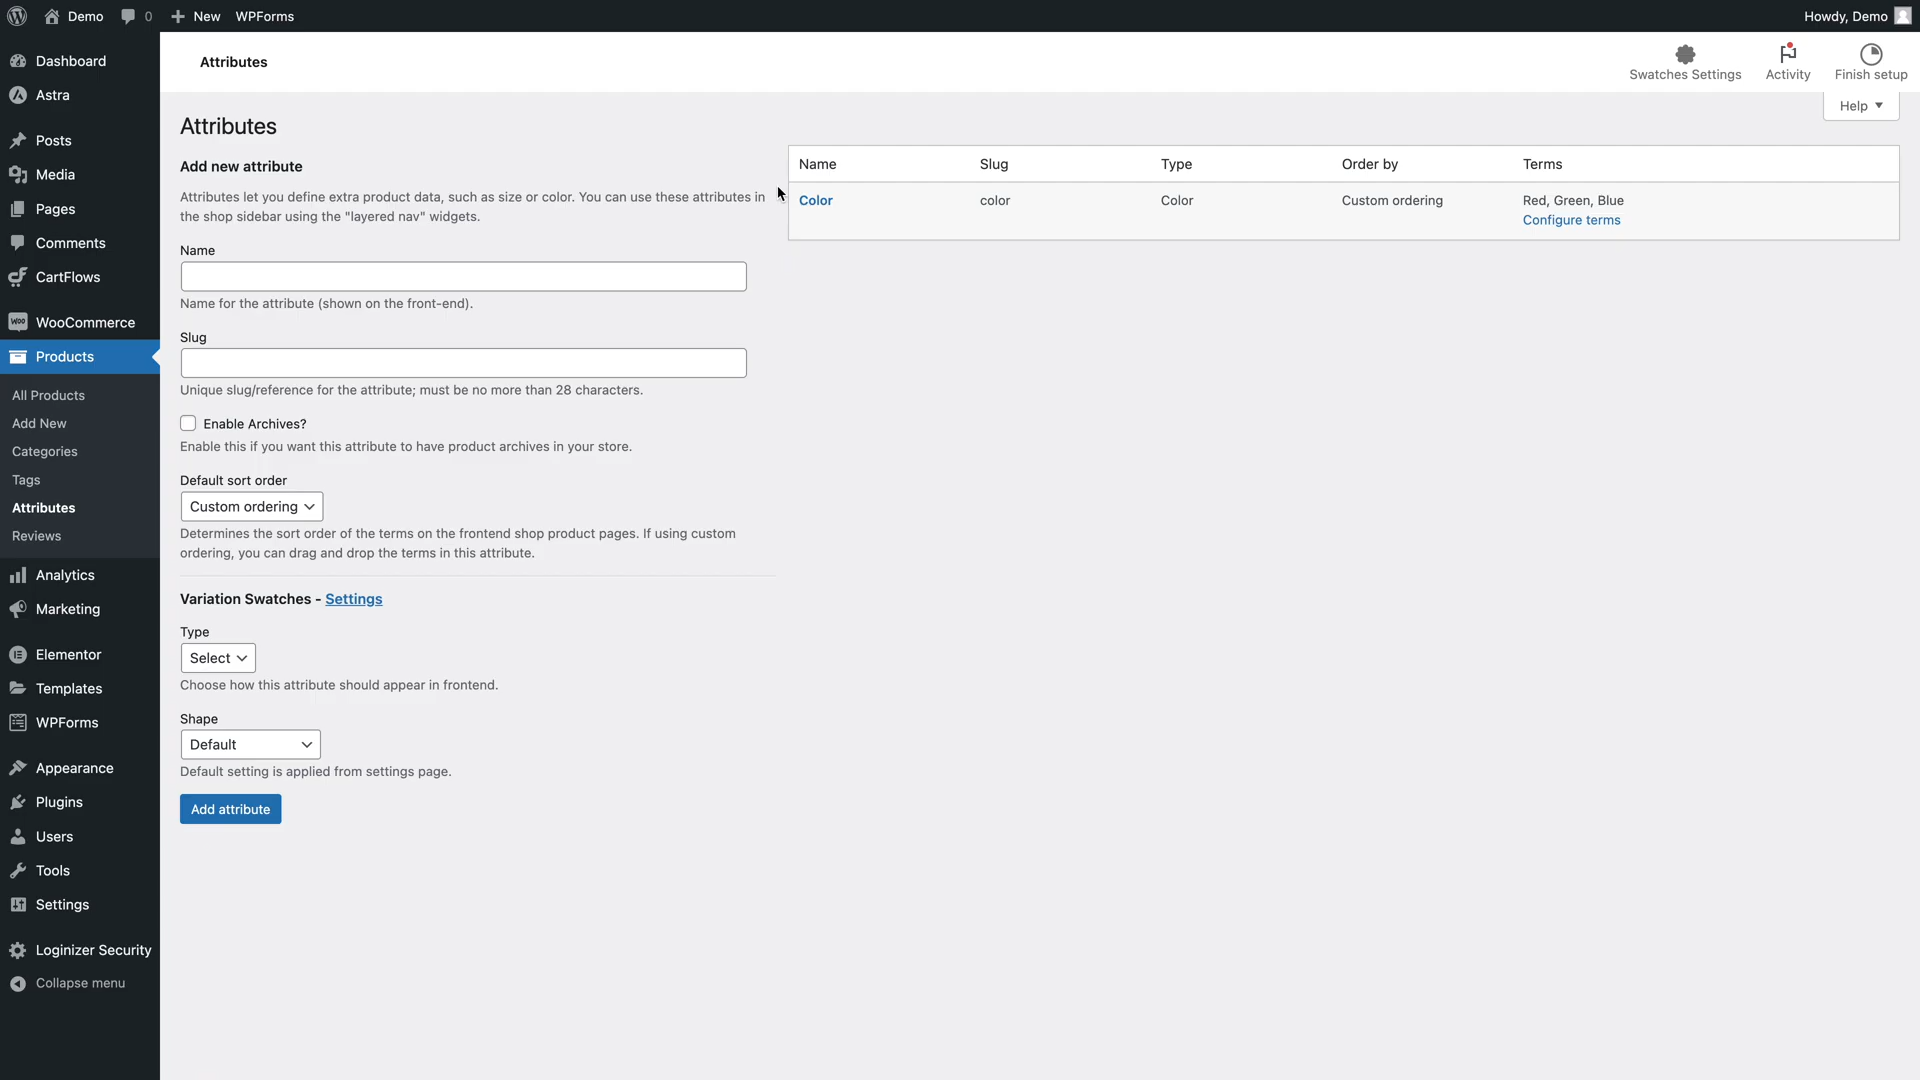 Demo
0
New
WPForms
Howdy, Demo
Dashboard
Astra
Posts
Media
Pages
Comments
CartFlows
WooCommerce
Products
All Products
Add New
Categories
Tags
Attributes
Reviews
Analytics
Marketing
Elementor
Templates
WPForms
Appearance
Plugins
Users
Tools
Settings
Loginizer Security
Collapse menu
Attributes
Swatches Settings
Activity
Finish setup
Help
Attributes
Add new attribute
Attributes let you define extra product data, such as size or color. You can use these attributes in
the shop sidebar using the "layered nav" widgets.
Name
Name for the attribute (shown on the front-end).
Slug
Unique slug/reference for the attribute; must be no more than 28 characters.
Enable Archives?
Enable this if you want this attribute to have product archives in your store.
Default sort order
Custom ordering
Determines the sort order of the terms on the frontend shop product pages. If using custom
ordering, you can drag and drop the terms in this attribute.
Variation Swatches - Settings
Type
Select
Choose how this attribute should appear in frontend.
Shape
Default
Default setting is applied from settings page.
Add attribute
Name Slug Type Order by Terms
Color color Color Custom ordering Red, Green, Blue
Configure terms